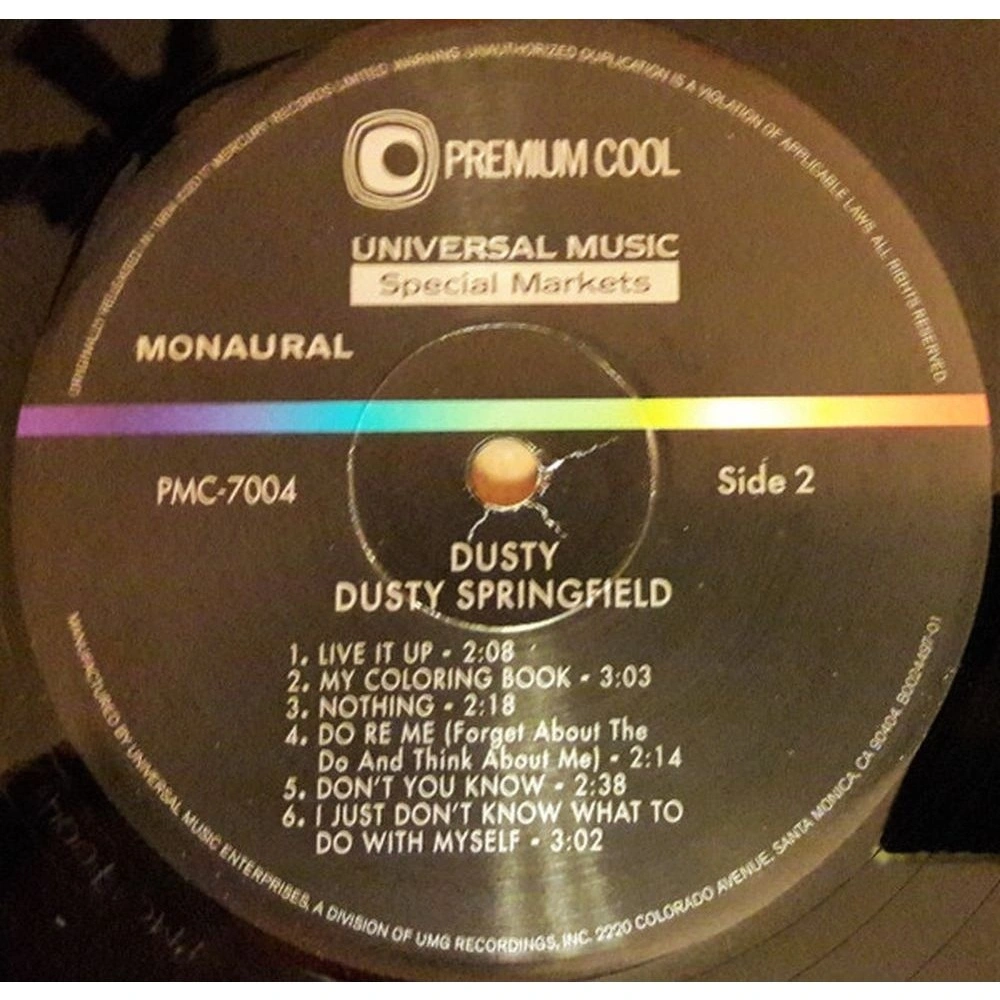 WARNING: UNAUTHORIZED DUPLICATION IS A VIOLATION OF APPLICABLE LAWS. ALL RIGHTS RESERVED.
PREMIUM COOL
UNIVERSAL MUSIC
Special Markets
MONAURAL
PMC-7004
Side 2
DUSTY
DUSTY SPRINGFIELD
1. LIVE IT UP - 2:08
2. MY COLORING BOOK - 3:03
3. NOTHING - 2:18
4. DO RE ME (Forget About The
Do And Think About Me) - 2:14
5. DON'T YOU KNOW - 2:38
6. I JUST DON'T KNOW WHAT TO
DO WITH MYSELF - 3:02
MANUFACTURED BY UNIVERSAL MUSIC ENTERPRISES, A DIVISION OF UMG RECORDINGS, INC. 2220 COLORADO AVENUE, SANTA MONICA, CA 90404.